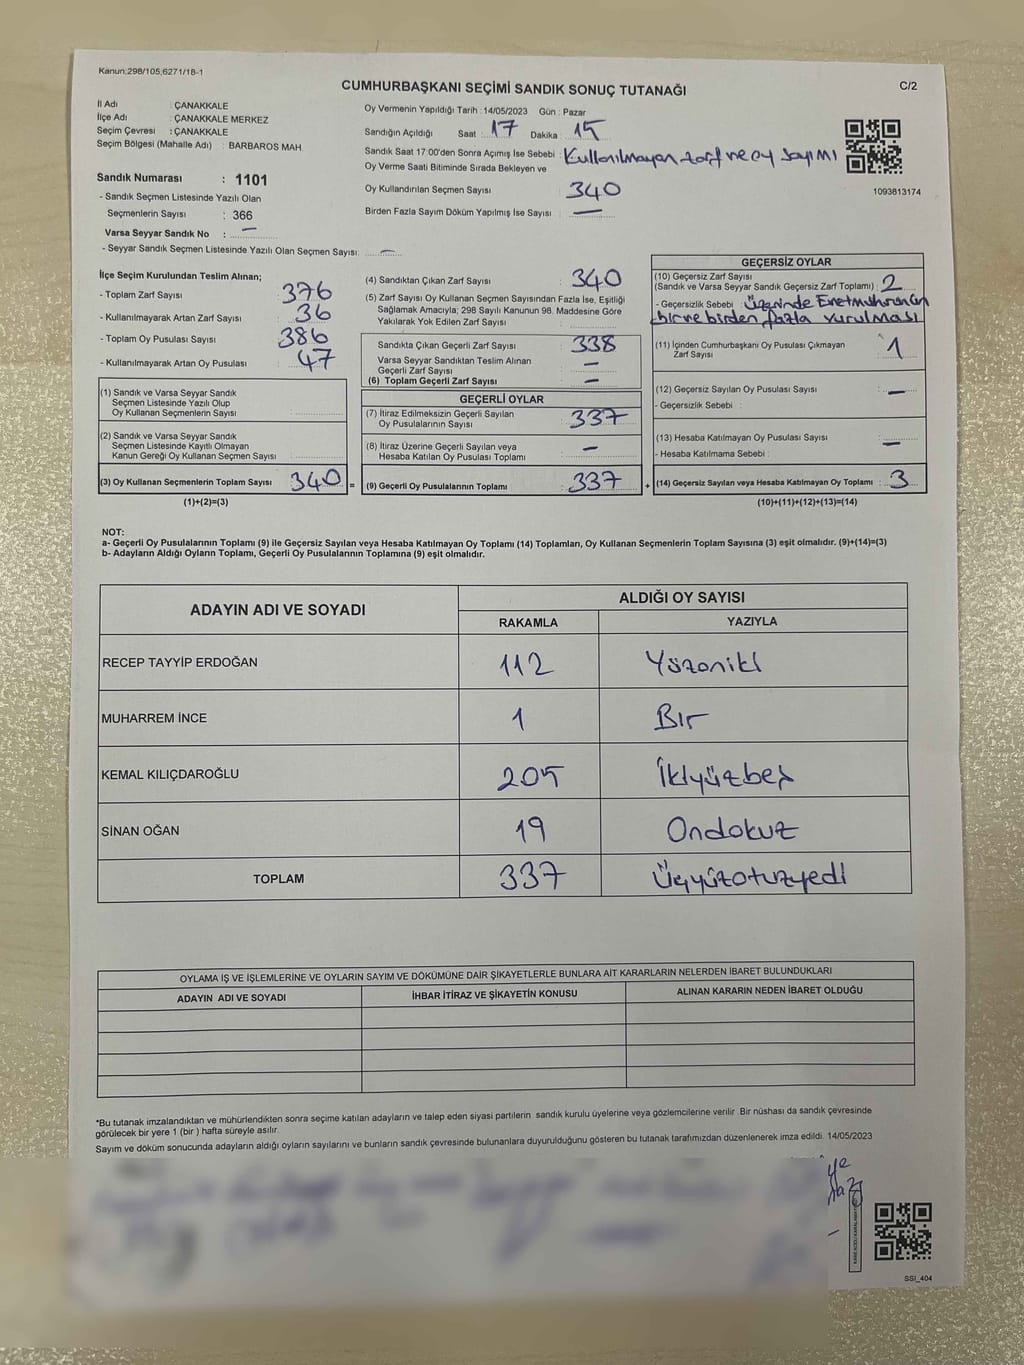 Kanun:298/105;6271/18-1
CUMHURBAŞKANI SEÇİMİ SANDIK SONUÇ TUTANAĞI
C/2
İl Adı : ÇANAKKALE
İlçe Adı : ÇANAKKALE MERKEZ
Seçim Çevresi : ÇANAKKALE
Seçim Bölgesi (Mahalle Adı) : BARBAROS MAH.
Sandık Numarası : 1101
- Sandık Seçmen Listesinde Yazılı Olan
Seçmenlerin Sayısı : 366
Varsa Seyyar Sandık No : —
- Seyyar Sandık Seçmen Listesinde Yazılı Olan Seçmen Sayısı: —
Oy Vermenin Yapıldığı Tarih : 14/05/2023 Gün : Pazar
Sandığın Açıldığı Saat : 17 Dakika : 15
Sandık Saat 17:00'den Sonra Açımış İse Sebebi : Kullanılmayan zarf ve oy sayımı
Oy Verme Saati Bitiminde Sırada Bekleyen ve
Oy Kullandırılan Seçmen Sayısı 340
Birden Fazla Sayım Döküm Yapılmış İse Sayısı : —
1093813174
İlçe Seçim Kurulundan Teslim Alınan;
- Toplam Zarf Sayısı : 376
- Kullanılmayarak Artan Zarf Sayısı : 36
- Toplam Oy Pusulası Sayısı : 386
- Kullanılmayarak Artan Oy Pusulası : 47
(1) Sandık ve Varsa Seyyar Sandık
Seçmen Listesinde Yazılı Olup
Oy Kullanan Seçmenlerin Sayısı :
(2) Sandık ve Varsa Seyyar Sandık
Seçmen Listesinde Kayıtlı Olmayan
Kanun Gereği Oy Kullanan Seçmen Sayısı :
(3) Oy Kullanan Seçmenlerin Toplam Sayısı : 340 =
(1)+(2)=(3)
(4) Sandıktan Çıkan Zarf Sayısı : 340
(5) Zarf Sayısı Oy Kullanan Seçmen Sayısından Fazla İse, Eşitliği
Sağlamak Amacıyla; 298 Sayılı Kanunun 98. Maddesine Göre
Yakılarak Yok Edilen Zarf Sayısı :
Sandıkta Çıkan Geçerli Zarf Sayısı : 338
Varsa Seyyar Sandıktan Teslim Alınan
Geçerli Zarf Sayısı : —
(6) Toplam Geçerli Zarf Sayısı : —
GEÇERLİ OYLAR
(7) İtiraz Edilmeksizin Geçerli Sayılan
Oy Pusulalarının Sayısı : 337
(8) İtiraz Üzerine Geçerli Sayılan veya
Hesaba Katılan Oy Pusulası Toplamı : —
(9) Geçerli Oy Pusulalarının Toplamı : 337 +
GEÇERSİZ OYLAR
(10) Geçersiz Zarf Sayısı
(Sandık ve Varsa Seyyar Sandık Geçersiz Zarf Toplamı) : 2
- Geçersizlik Sebebi : Üzerinde Evet mührünün
bir ve birden fazla vurulması
(11) İçinden Cumhurbaşkanı Oy Pusulası Çıkmayan
Zarf Sayısı : 1
(12) Geçersiz Sayılan Oy Pusulası Sayısı : —
- Geçersizlik Sebebi :
(13) Hesaba Katılmayan Oy Pusulası Sayısı : —
- Hesaba Katılmama Sebebi :
(14) Geçersiz Sayılan veya Hesaba Katılmayan Oy Toplamı : 3
(10)+(11)+(12)+(13)=(14)
NOT:
a- Geçerli Oy Pusulalarının Toplamı (9) ile Geçersiz Sayılan veya Hesaba Katılmayan Oy Toplamı (14) Toplamları, Oy Kullanan Seçmenlerin Toplam Sayısına (3) eşit olmalıdır. (9)+(14)=(3)
b- Adayların Aldığı Oyların Toplamı, Geçerli Oy Pusulalarının Toplamına (9) eşit olmalıdır.
ADAYIN ADI VE SOYADI
ALDIĞI OY SAYISI
RAKAMLA YAZIYLA
RECEP TAYYİP ERDOĞAN 112 Yüzoniki
MUHARREM İNCE 1 Bir
KEMAL KILIÇDAROĞLU 205 İkiyüzbeş
SİNAN OĞAN 19 Ondokuz
TOPLAM 337 Üçyüzotuzyedi
OYLAMA İŞ VE İŞLEMLERİNE VE OYLARIN SAYIM VE DÖKÜMÜNE DAİR ŞİKAYETLERLE BUNLARA AİT KARARLARIN NELERDEN İBARET BULUNDUKLARI
ADAYIN ADI VE SOYADI İHBAR İTİRAZ VE ŞİKAYETİN KONUSU ALINAN KARARIN NEDEN İBARET OLDUĞU
*Bu tutanak imzalandıktan ve mühürlendikten sonra seçime katılan adayların ve talep eden siyasi partilerin sandık kurulu üyelerine veya gözlemcilerine verilir .Bir nüshası da sandık çevresinde
görülecek bir yere 1 (bir ) hafta süreyle asılır.
Sayım ve döküm sonucunda adayların aldığı oyların sayılarını ve bunların sandık çevresinde bulunanlara duyurulduğunu gösteren bu tutanak tarafımızdan düzenlenerek imza edildi. 14/05/2023
SSI_404